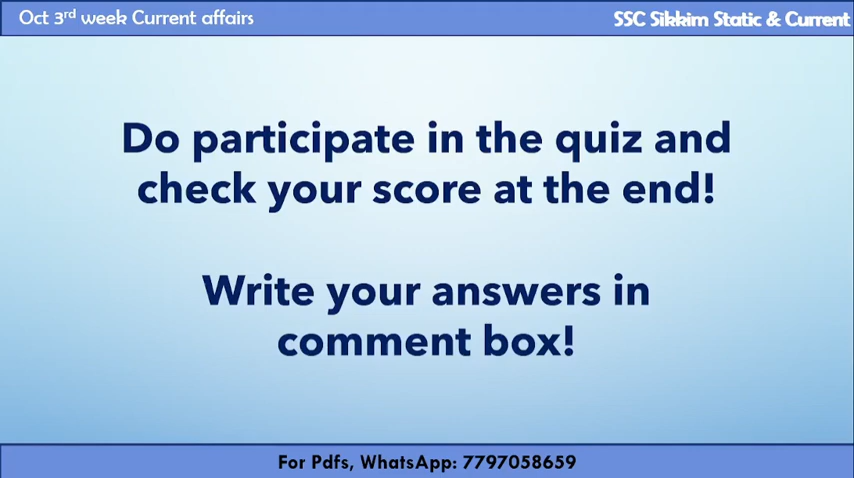 Oct 3rd week Current affairs
SSC Sikkim Static & Current
Do participate in the quiz and
check your score at the end!
Write your answers in
comment box!
For Pdfs, WhatsApp: 7797058659